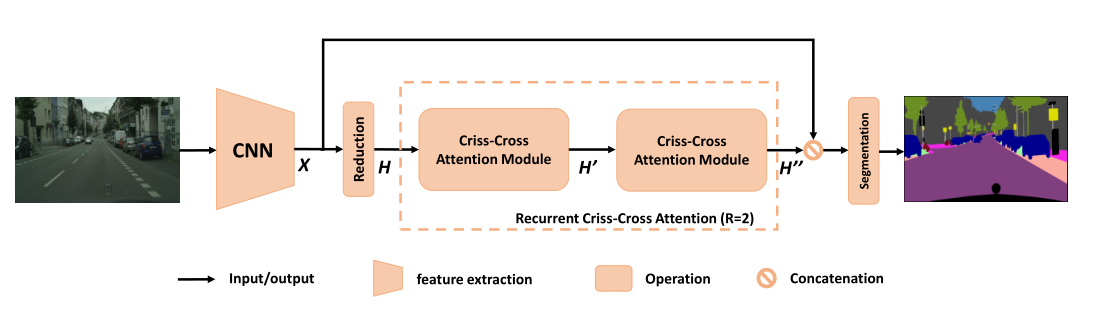 CNN
X
Reduction
H
Criss-Cross
Attention Module
H'
Criss-Cross
Attention Module
H''
Segmentation
Recurrent Criss-Cross Attention (R=2)
Input/output
feature extraction
Operation
Concatenation